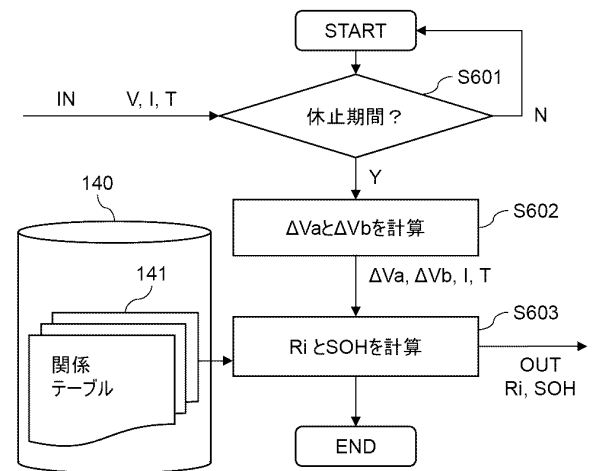 START
S601
IN
V, I, T
休止期間？
N
Y
140
S602
ΔVaとΔVbを計算
141
ΔVa, ΔVb, I, T
S603
関係
テーブル
RiとSOHを計算
OUT
Ri, SOH
END